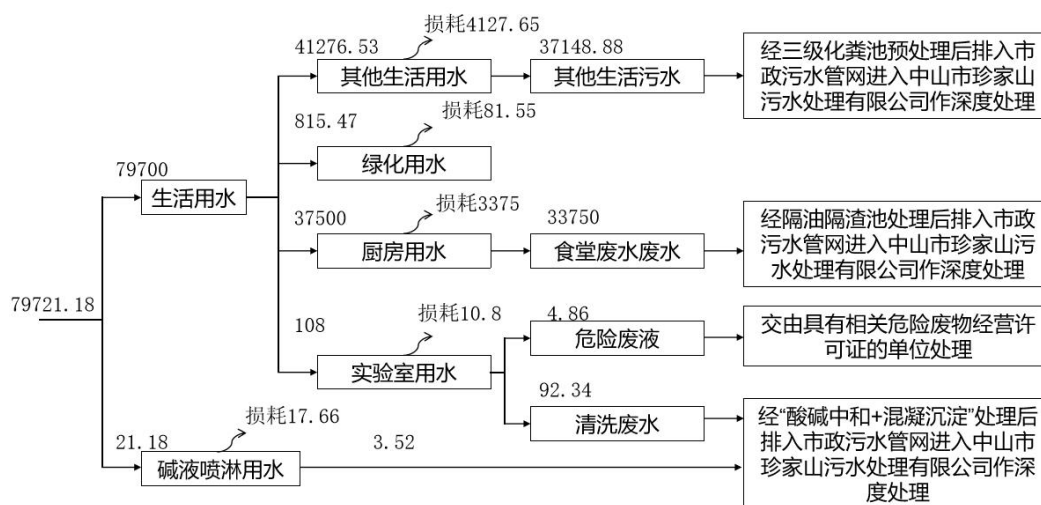 损耗4127.65
41276.53
37148.88
其他生活用水
其他生活污水
经三级化粪池预处理后排入市
政污水管网进入中山市珍家山
污水处理有限公司作深度处理
815.47
损耗81.55
绿化用水
79700
生活用水
37500
损耗3375
33750
厨房用水
食堂废水废水
经隔油隔渣池处理后排入市政
污水管网进入中山市珍家山污
水处理有限公司作深度处理
79721.18
108
损耗10.8
4.86
实验室用水
危险废液
交由具有相关危险废物经营许
可证的单位处理
92.34
清洗废水
损耗17.66
21.18
3.52
碱液喷淋用水
经“酸碱中和+混凝沉淀”处理后
排入市政污水管网进入中山市
珍家山污水处理有限公司作深
度处理